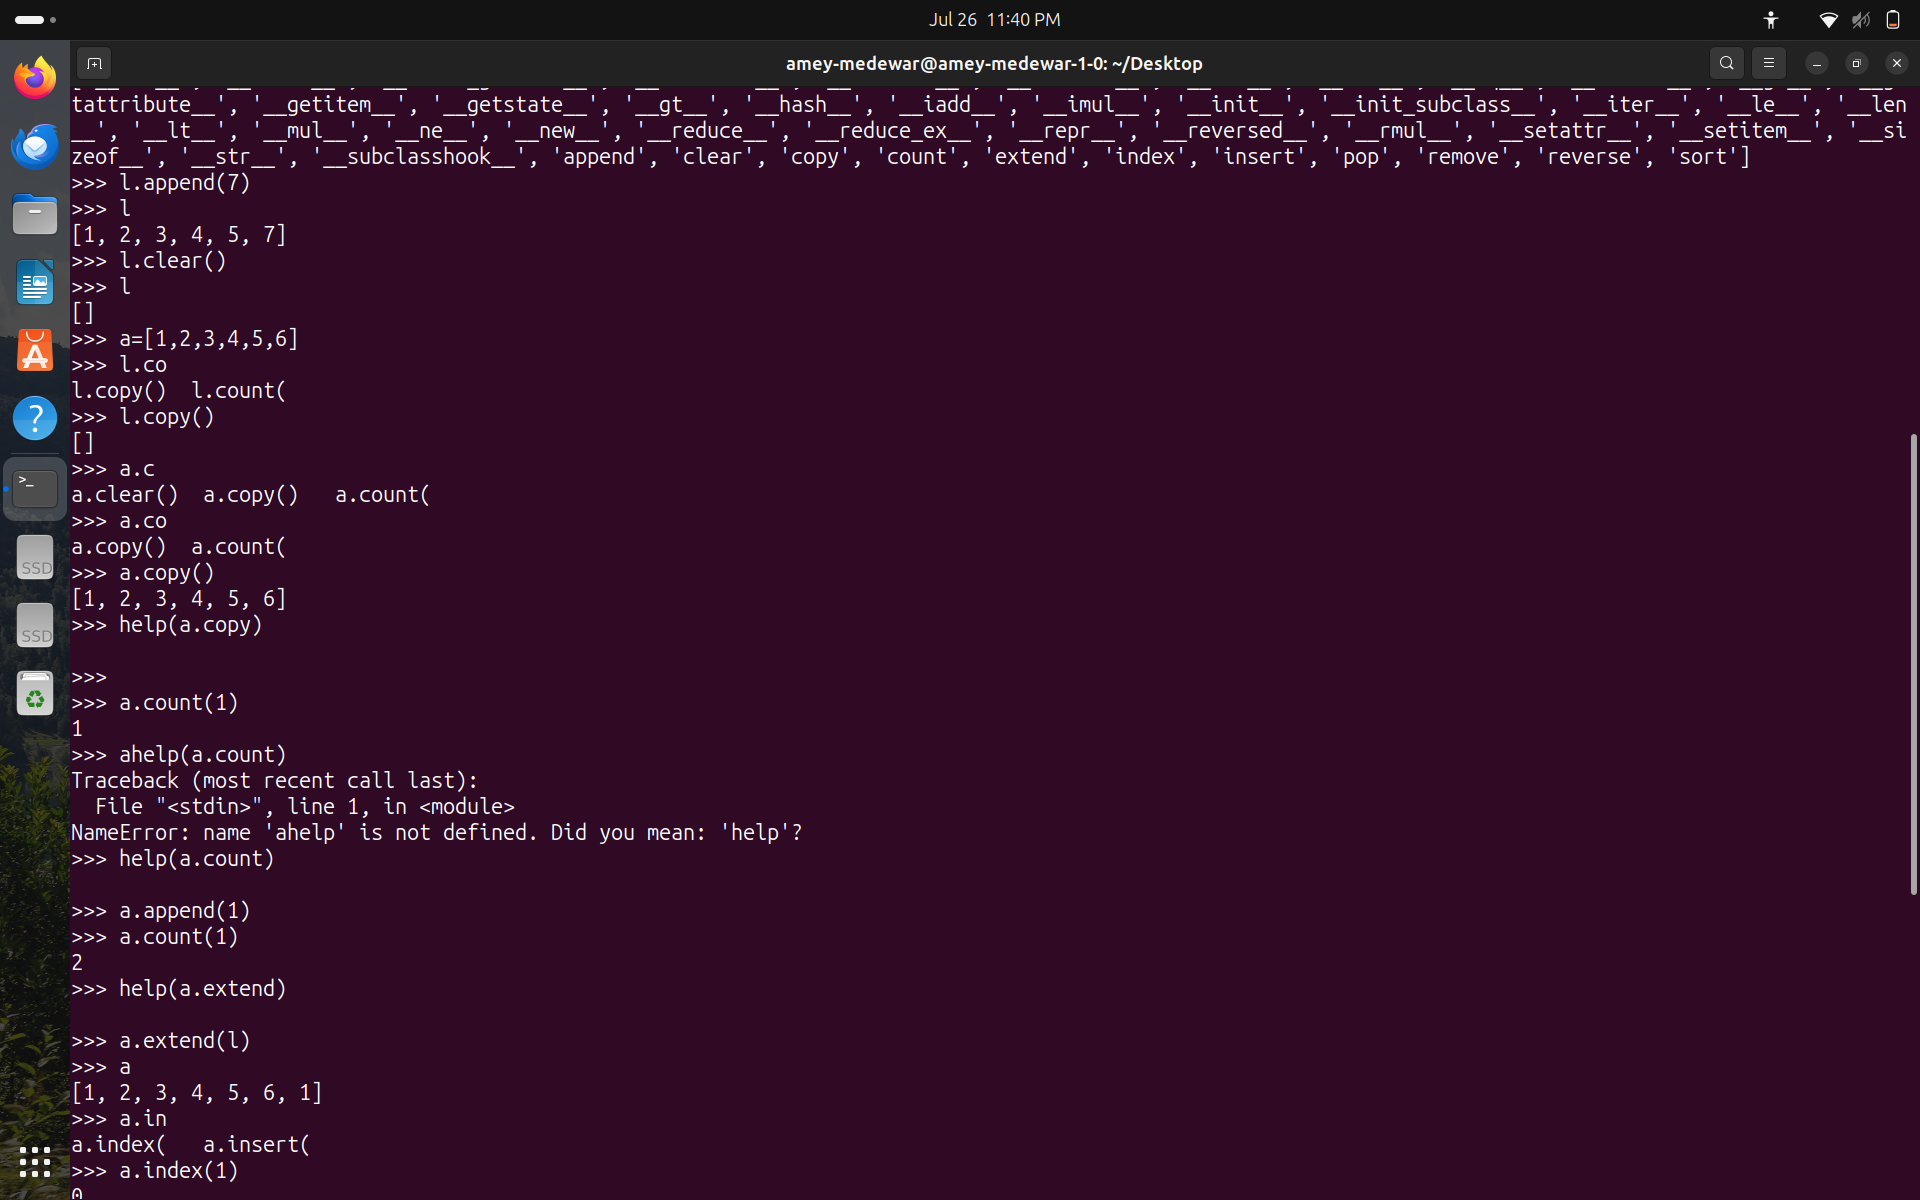 Jul 26  11:40 PM
amey-medewar@amey-medewar-1-0: ~/Desktop
tattribute__', '__getitem__', '__getstate__', '__gt__', '__hash__', '__iadd__', '__imul__', '__init__', '__init_subclass__', '__iter__', '__le__', '__len
__', '__lt__', '__mul__', '__ne__', '__new__', '__reduce__', '__reduce_ex__', '__repr__', '__reversed__', '__rmul__', '__setattr__', '__setitem__', '__si
zeof__', '__str__', '__subclasshook__', 'append', 'clear', 'copy', 'count', 'extend', 'index', 'insert', 'pop', 'remove', 'reverse', 'sort']
>>> l.append(7)
>>> l
[1, 2, 3, 4, 5, 7]
>>> l.clear()
>>> l
[]
>>> a=[1,2,3,4,5,6]
>>> l.co
l.copy()  l.count(
>>> l.copy()
[]
>>> a.c
a.clear()  a.copy()   a.count(
>>> a.co
a.copy()  a.count(
>>> a.copy()
[1, 2, 3, 4, 5, 6]
>>> help(a.copy)
>>>
>>> a.count(1)
1
>>> ahelp(a.count)
Traceback (most recent call last):
  File "<stdin>", line 1, in <module>
NameError: name 'ahelp' is not defined. Did you mean: 'help'?
>>> help(a.count)
>>> a.append(1)
>>> a.count(1)
2
>>> help(a.extend)
>>> a.extend(l)
>>> a
[1, 2, 3, 4, 5, 6, 1]
>>> a.in
a.index(   a.insert(
>>> a.index(1)
0
SSD
SSD